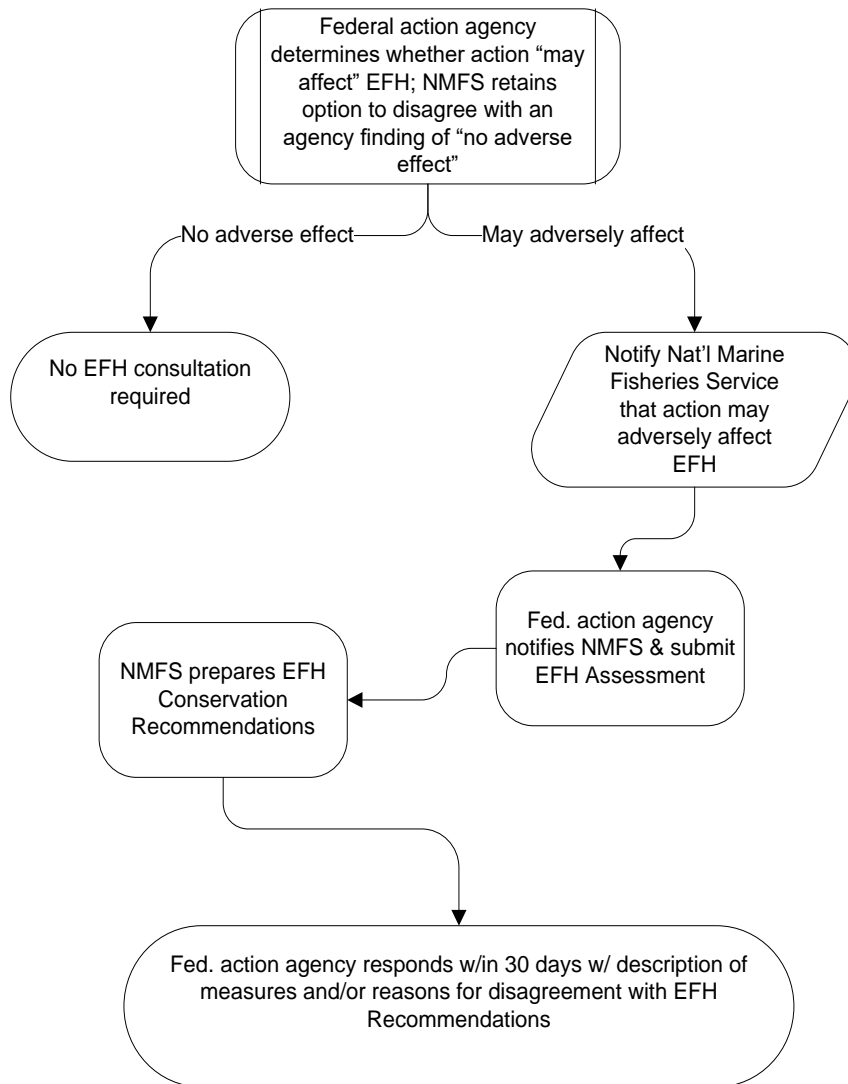 Federal action agency
determines whether action “may
affect” EFH; NMFS retains
option to disagree with an
agency finding of “no adverse
effect”
No adverse effect
May adversely affect
No EFH consultation
required
Notify Nat’l Marine
Fisheries Service
that action may
adversely affect
EFH
Fed. action agency
notifies NMFS & submit
EFH Assessment
NMFS prepares EFH
Conservation
Recommendations
Fed. action agency responds w/in 30 days w/ description of
measures and/or reasons for disagreement with EFH
Recommendations